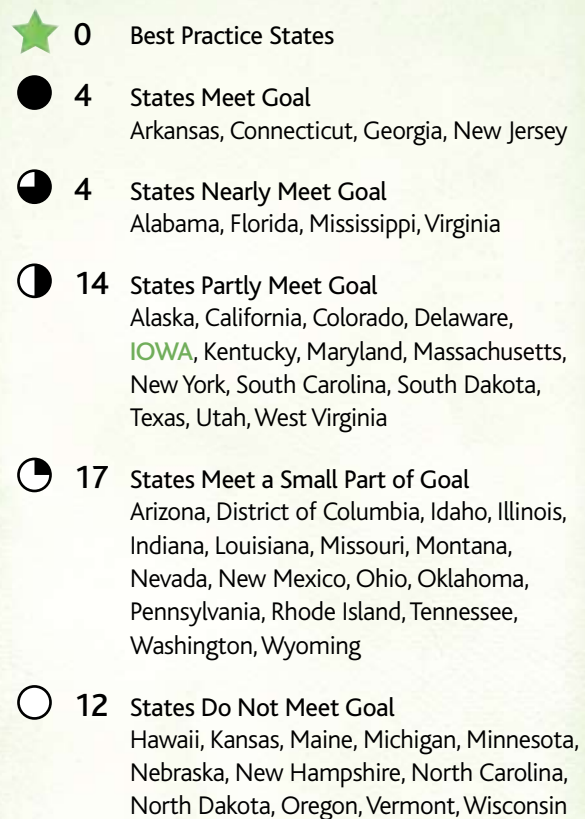 0 Best Practice States
4 States Meet Goal
Arkansas, Connecticut, Georgia, New Jersey
4 States Nearly Meet Goal
Alabama, Florida, Mississippi, Virginia
14 States Partly Meet Goal
Alaska, California, Colorado, Delaware,
IOWA, Kentucky, Maryland, Massachusetts,
New York, South Carolina, South Dakota,
Texas, Utah, West Virginia
17 States Meet a Small Part of Goal
Arizona, District of Columbia, Idaho, Illinois,
Indiana, Louisiana, Missouri, Montana,
Nevada, New Mexico, Ohio, Oklahoma,
Pennsylvania, Rhode Island, Tennessee,
Washington, Wyoming
12 States Do Not Meet Goal
Hawaii, Kansas, Maine, Michigan, Minnesota,
Nebraska, New Hampshire, North Carolina,
North Dakota, Oregon, Vermont, Wisconsin